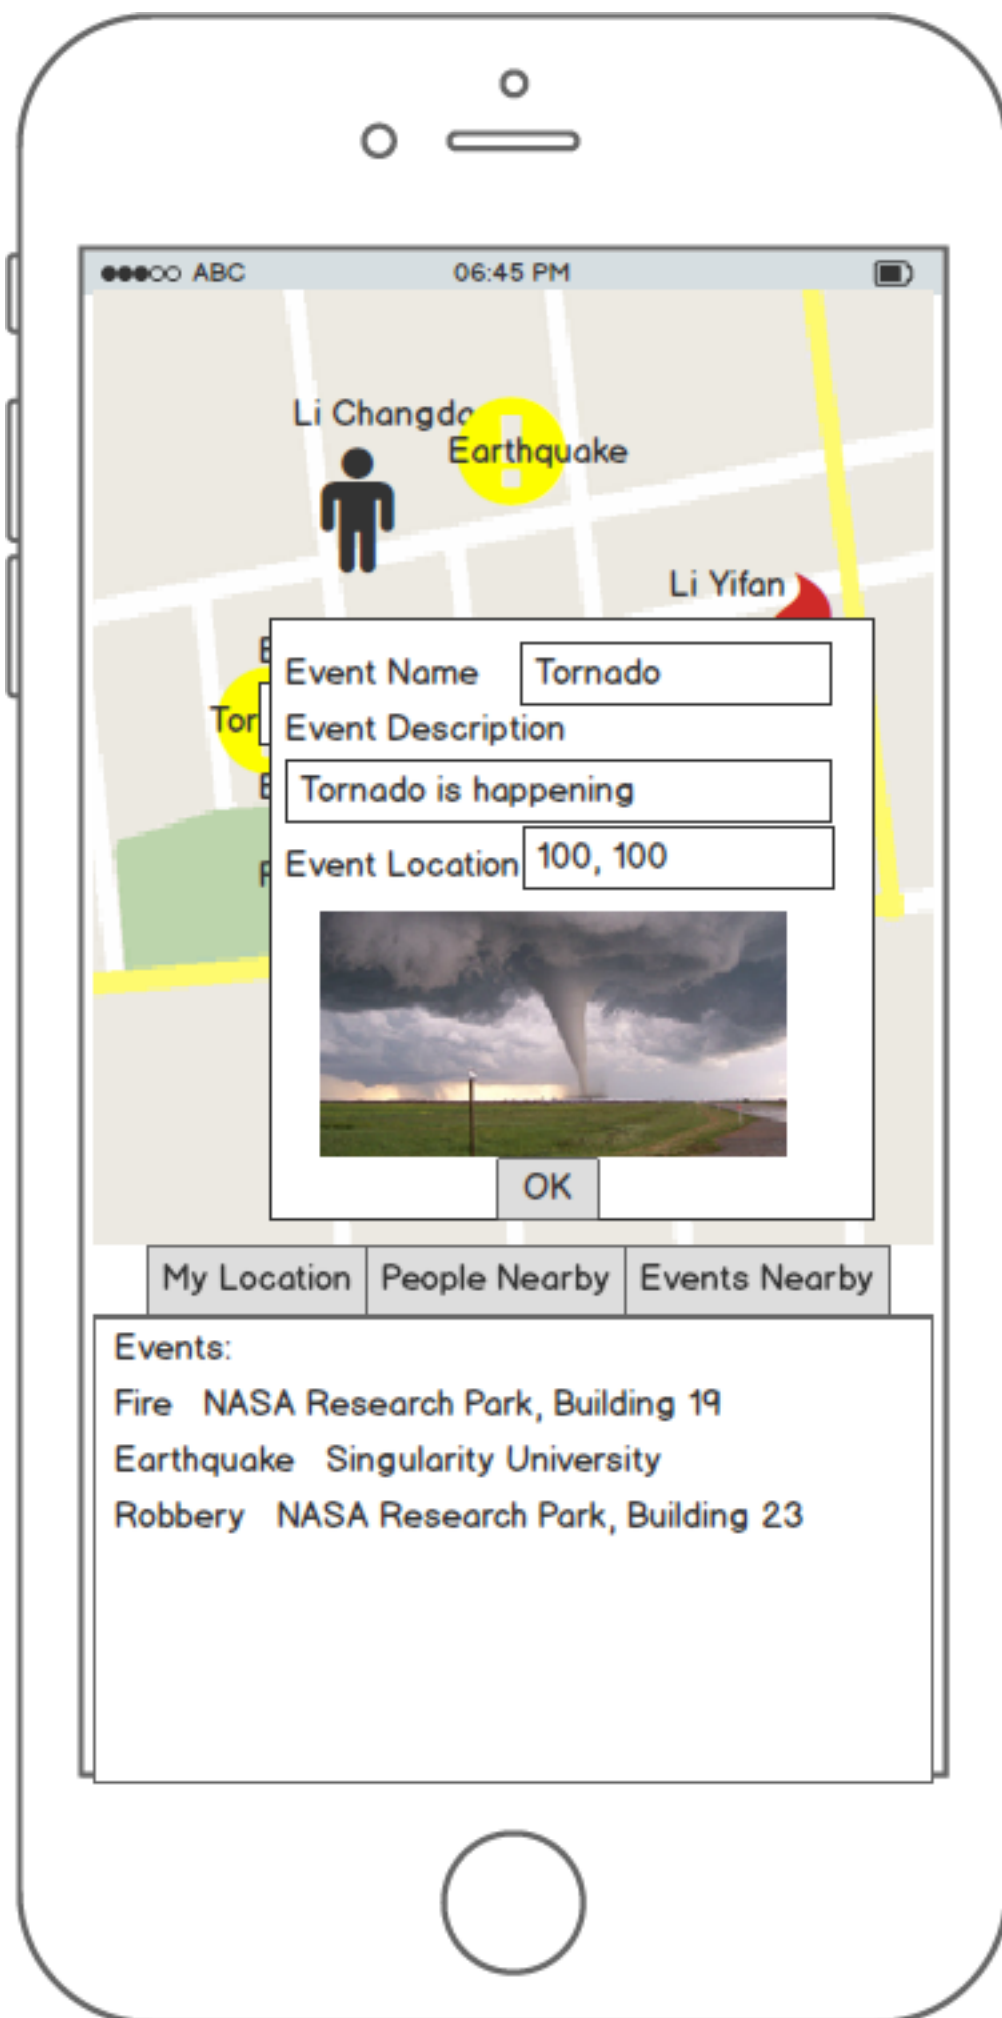 ABC 06:45 PM
Li Changda
Earthquake
Li Yifan
Event Name Tornado
Tor
Event Description
Tornado is happening
Event Location 100, 100
OK
My Location People Nearby Events Nearby
Events:
Fire NASA Research Park, Building 19
Earthquake Singularity University
Robbery NASA Research Park, Building 23